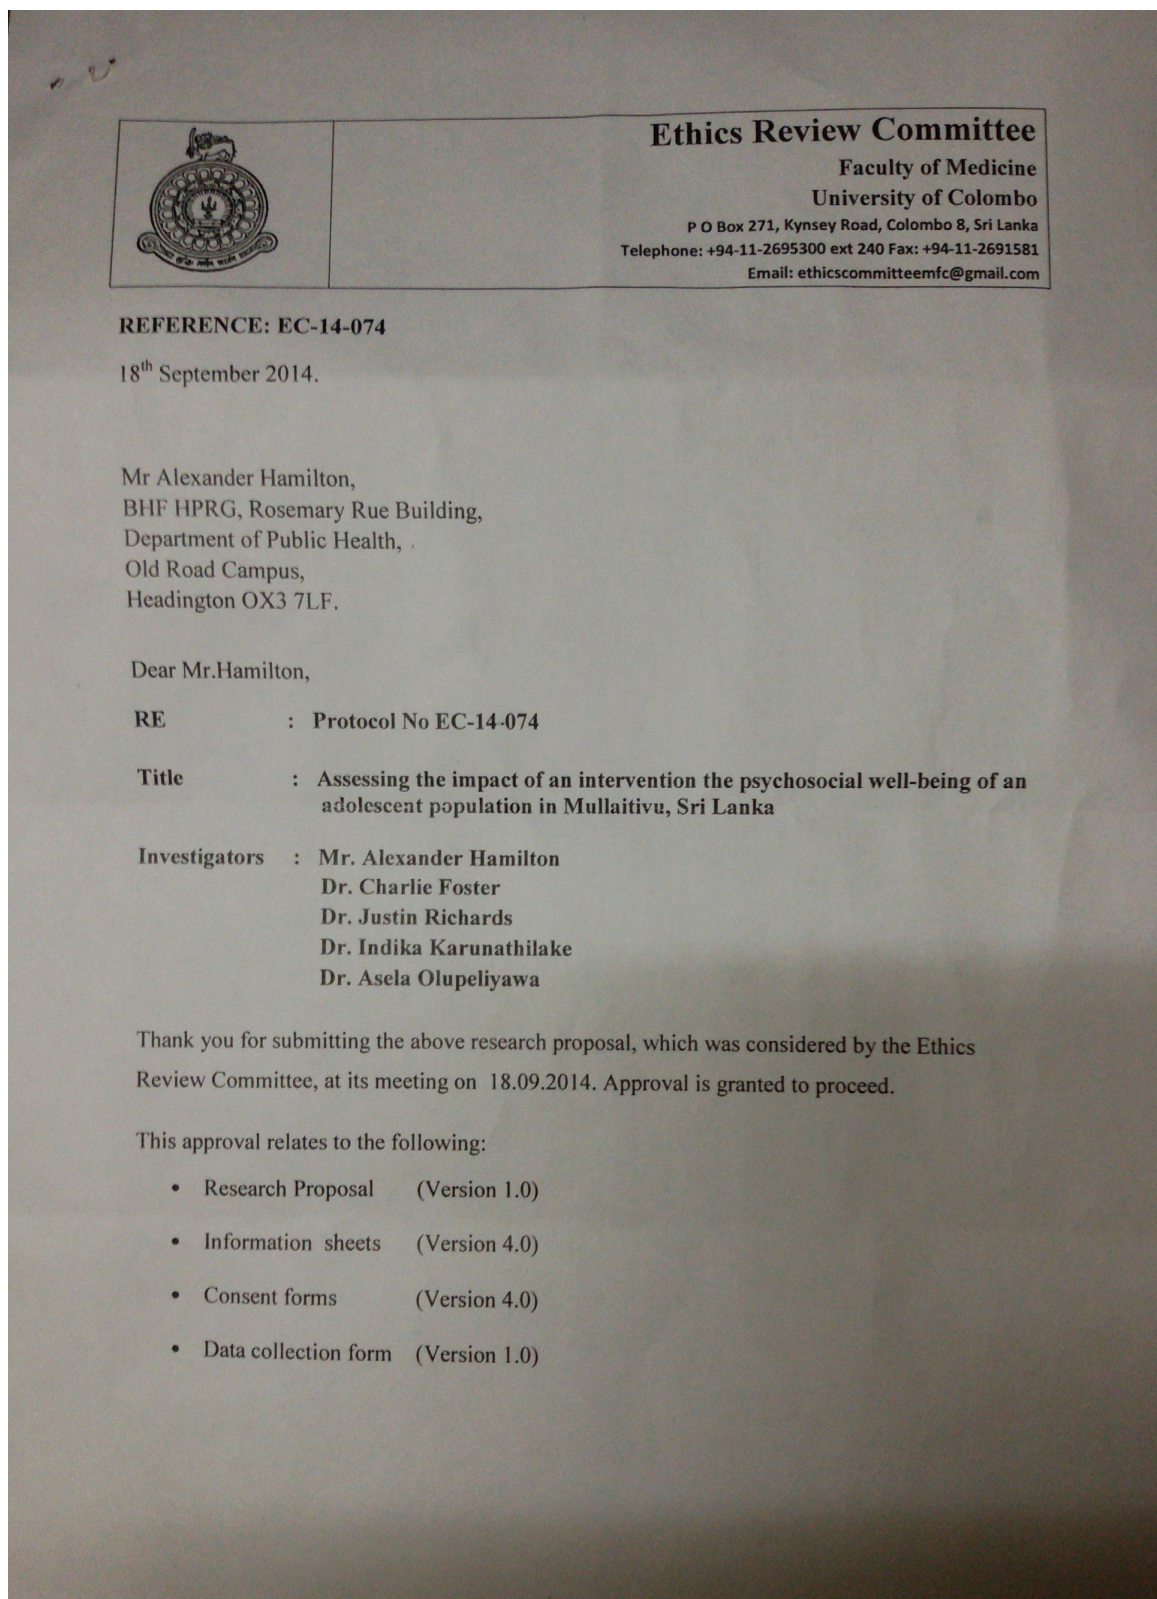 Ethics Review Committee
Faculty of Medicine
University of Colombo
P O Box 271, Kynsey Road, Colombo 8, Sri Lanka
Telephone: +94-11-2695300 ext 240 Fax: +94-11-2691581
Email: ethicscommitteemfc@gmail.com
REFERENCE: EC-14-074
18th September 2014.
Mr Alexander Hamilton,
BHF HPRG, Rosemary Rue Building,
Department of Public Health,
Old Road Campus,
Headington OX3 7LF.
Dear Mr.Hamilton,
RE : Protocol No EC-14-074
Title : Assessing the impact of an intervention the psychosocial well-being of an
adolescent population in Mullaitivu, Sri Lanka
Investigators : Mr. Alexander Hamilton
Dr. Charlie Foster
Dr. Justin Richards
Dr. Indika Karunathilake
Dr. Asela Olupeliyawa
Thank you for submitting the above research proposal, which was considered by the Ethics
Review Committee, at its meeting on 18.09.2014. Approval is granted to proceed.
This approval relates to the following:
• Research Proposal (Version 1.0)
• Information sheets (Version 4.0)
• Consent forms (Version 4.0)
• Data collection form (Version 1.0)